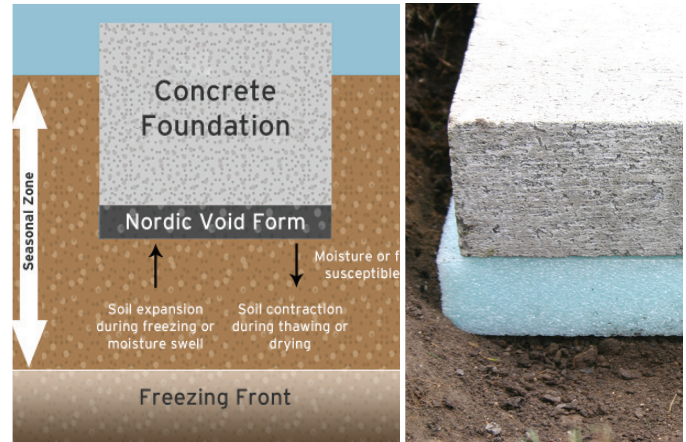 Concrete
Foundation
Nordic Void Form
Seasonal Zone
Moisture or f
susceptible
Soil expansion
during freezing or
moisture swell
Soil contraction
during thawing or
drying
Freezing Front